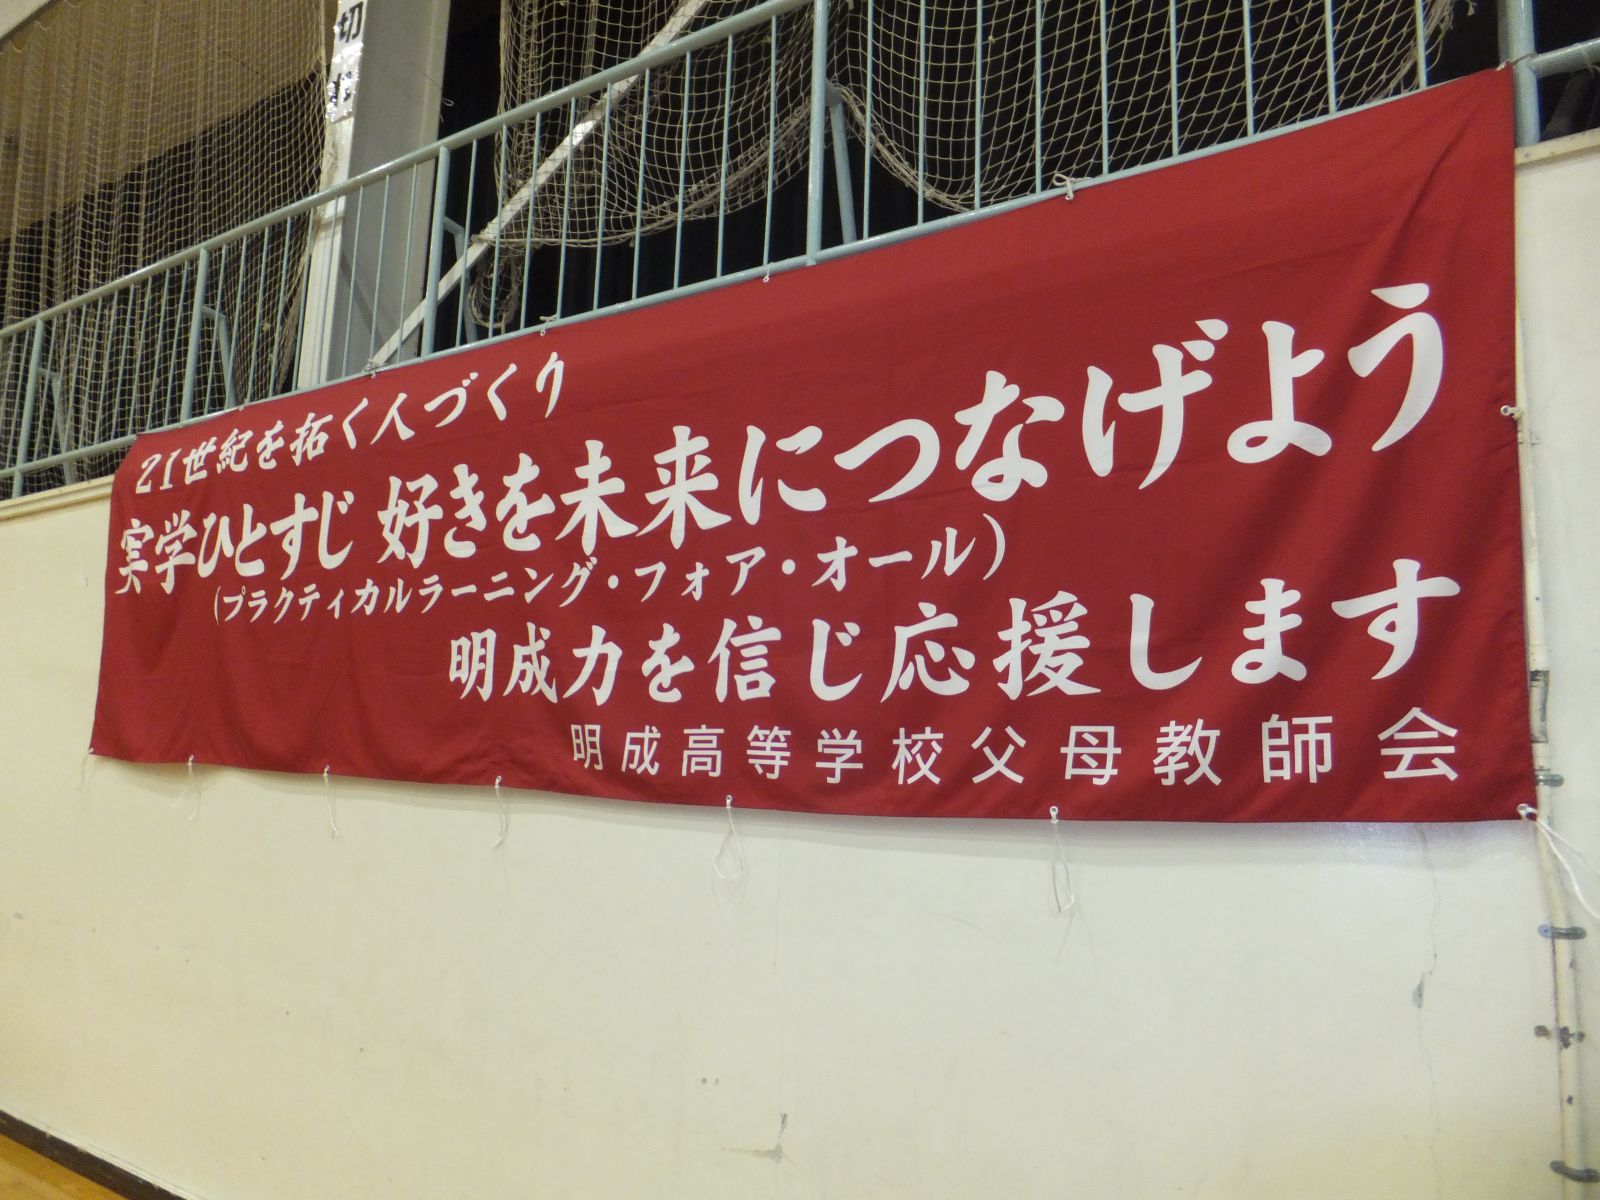 切
21世紀を拓く人づくり
実学ひとすじ 好きを未来につなげよう
(プラクティカルラーニング・フォア・オール)
明成力を信じ応援します
明成高等学校父母教師会